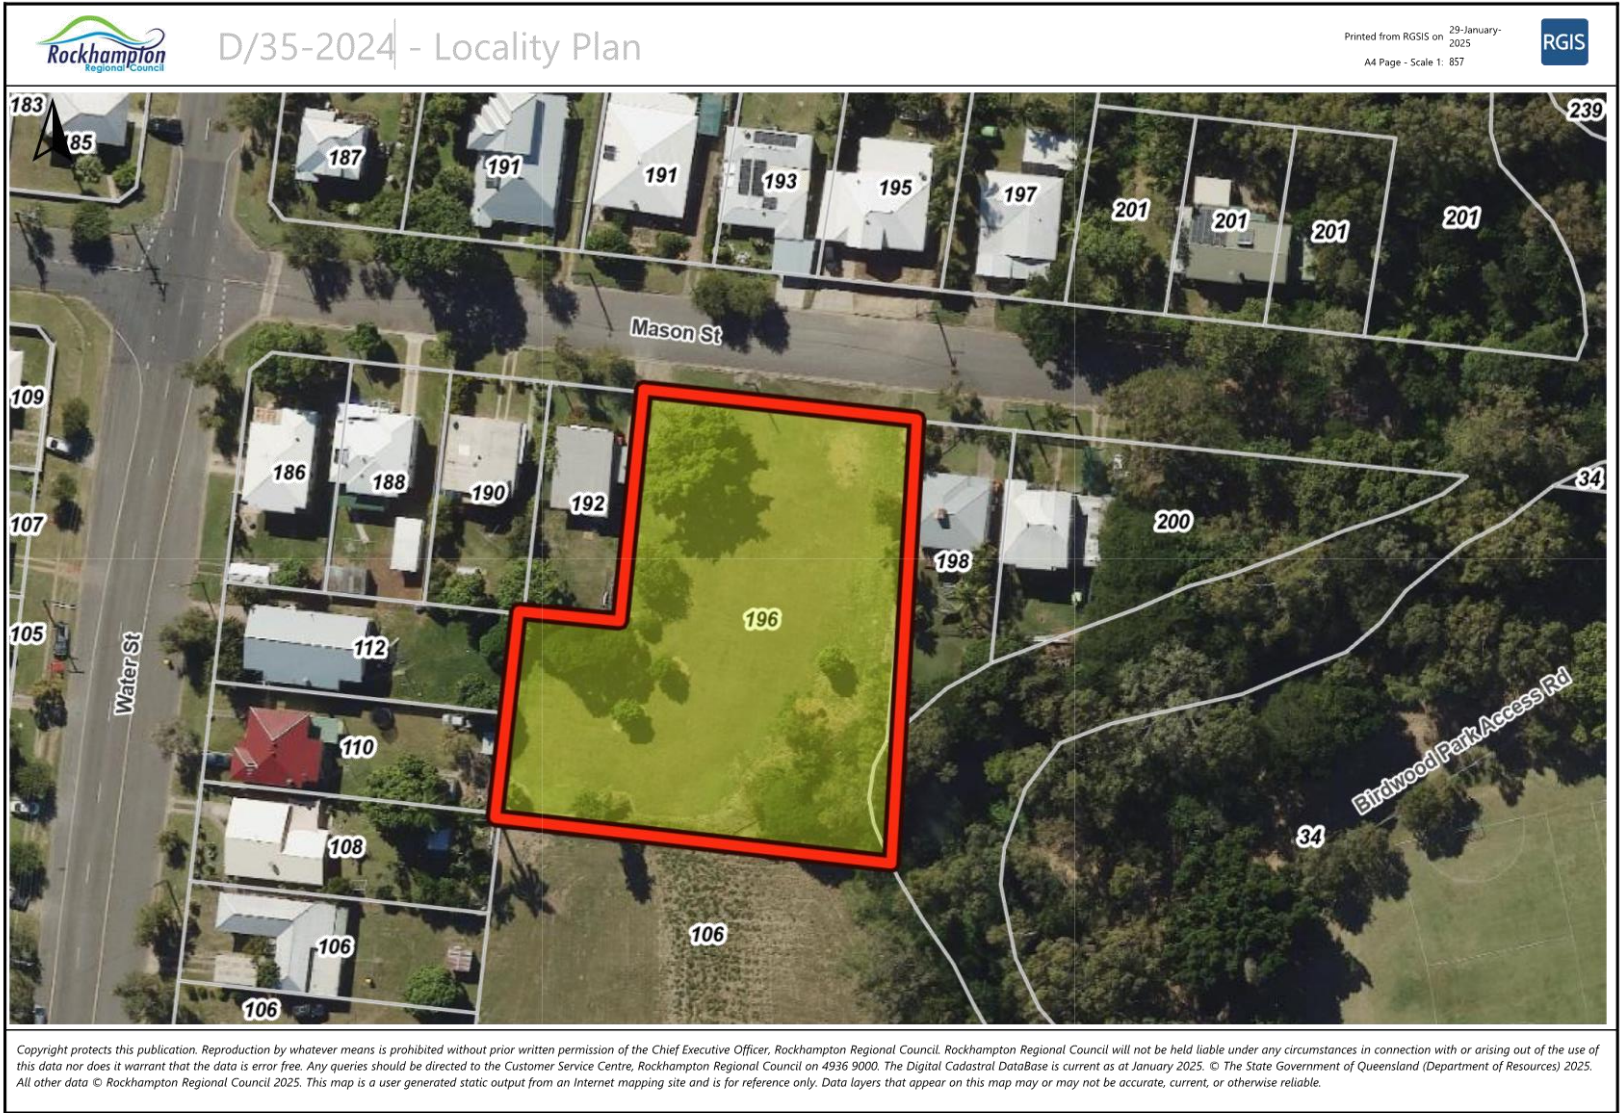 Rockhampton
Regional Council
D/35-2024 - Locality Plan
Printed from RGSIS on 29-January-
2025
A4 Page - Scale 1: 857
RGIS
183
185
187
191
191
193
195
197
201
201
201
201
239
Mason St
109
186
188
190
192
196
198
200
34
107
105
Water St
112
110
108
106
106
106
34
Birdwood Park Access Rd
Copyright protects this publication. Reproduction by whatever means is prohibited without prior written permission of the Chief Executive Officer, Rockhampton Regional Council. Rockhampton Regional Council will not be held liable under any circumstances in connection with or arising out of the use of
this data nor does it warrant that the data is error free. Any queries should be directed to the Customer Service Centre, Rockhampton Regional Council on 4936 9000. The Digital Cadastral DataBase is current as at January 2025. © The State Government of Queensland (Department of Resources) 2025.
All other data © Rockhampton Regional Council 2025. This map is a user generated static output from an Internet mapping site and is for reference only. Data layers that appear on this map may or may not be accurate, current, or otherwise reliable.